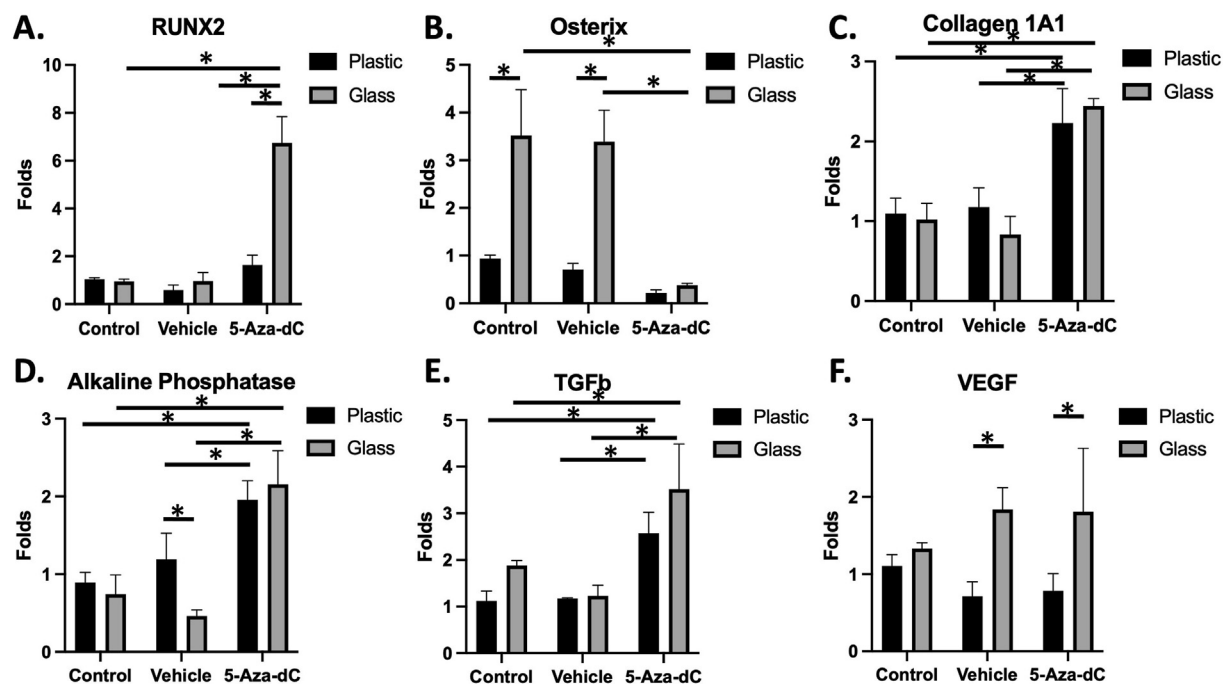 A. RUNX2
*
*
*
Plastic
Glass
Folds
10
8
6
4
2
0
Control Vehicle 5-Aza-dC
B. Osterix
*
* *
*
Plastic
Glass
Folds
5
4
3
2
1
0
Control Vehicle 5-Aza-dC
C. Collagen 1A1
*
*
*
*
Plastic
Glass
Folds
3
2
1
0
Control Vehicle 5-Aza-dC
D. Alkaline Phosphatase
*
*
*
*
*
Plastic
Glass
Folds
3
2
1
0
Control Vehicle 5-Aza-dC
E. TGFb
*
*
*
*
Plastic
Glass
Folds
5
4
3
2
1
0
Control Vehicle 5-Aza-dC
F. VEGF
*
*
Plastic
Glass
Folds
3
2
1
0
Control Vehicle 5-Aza-dC